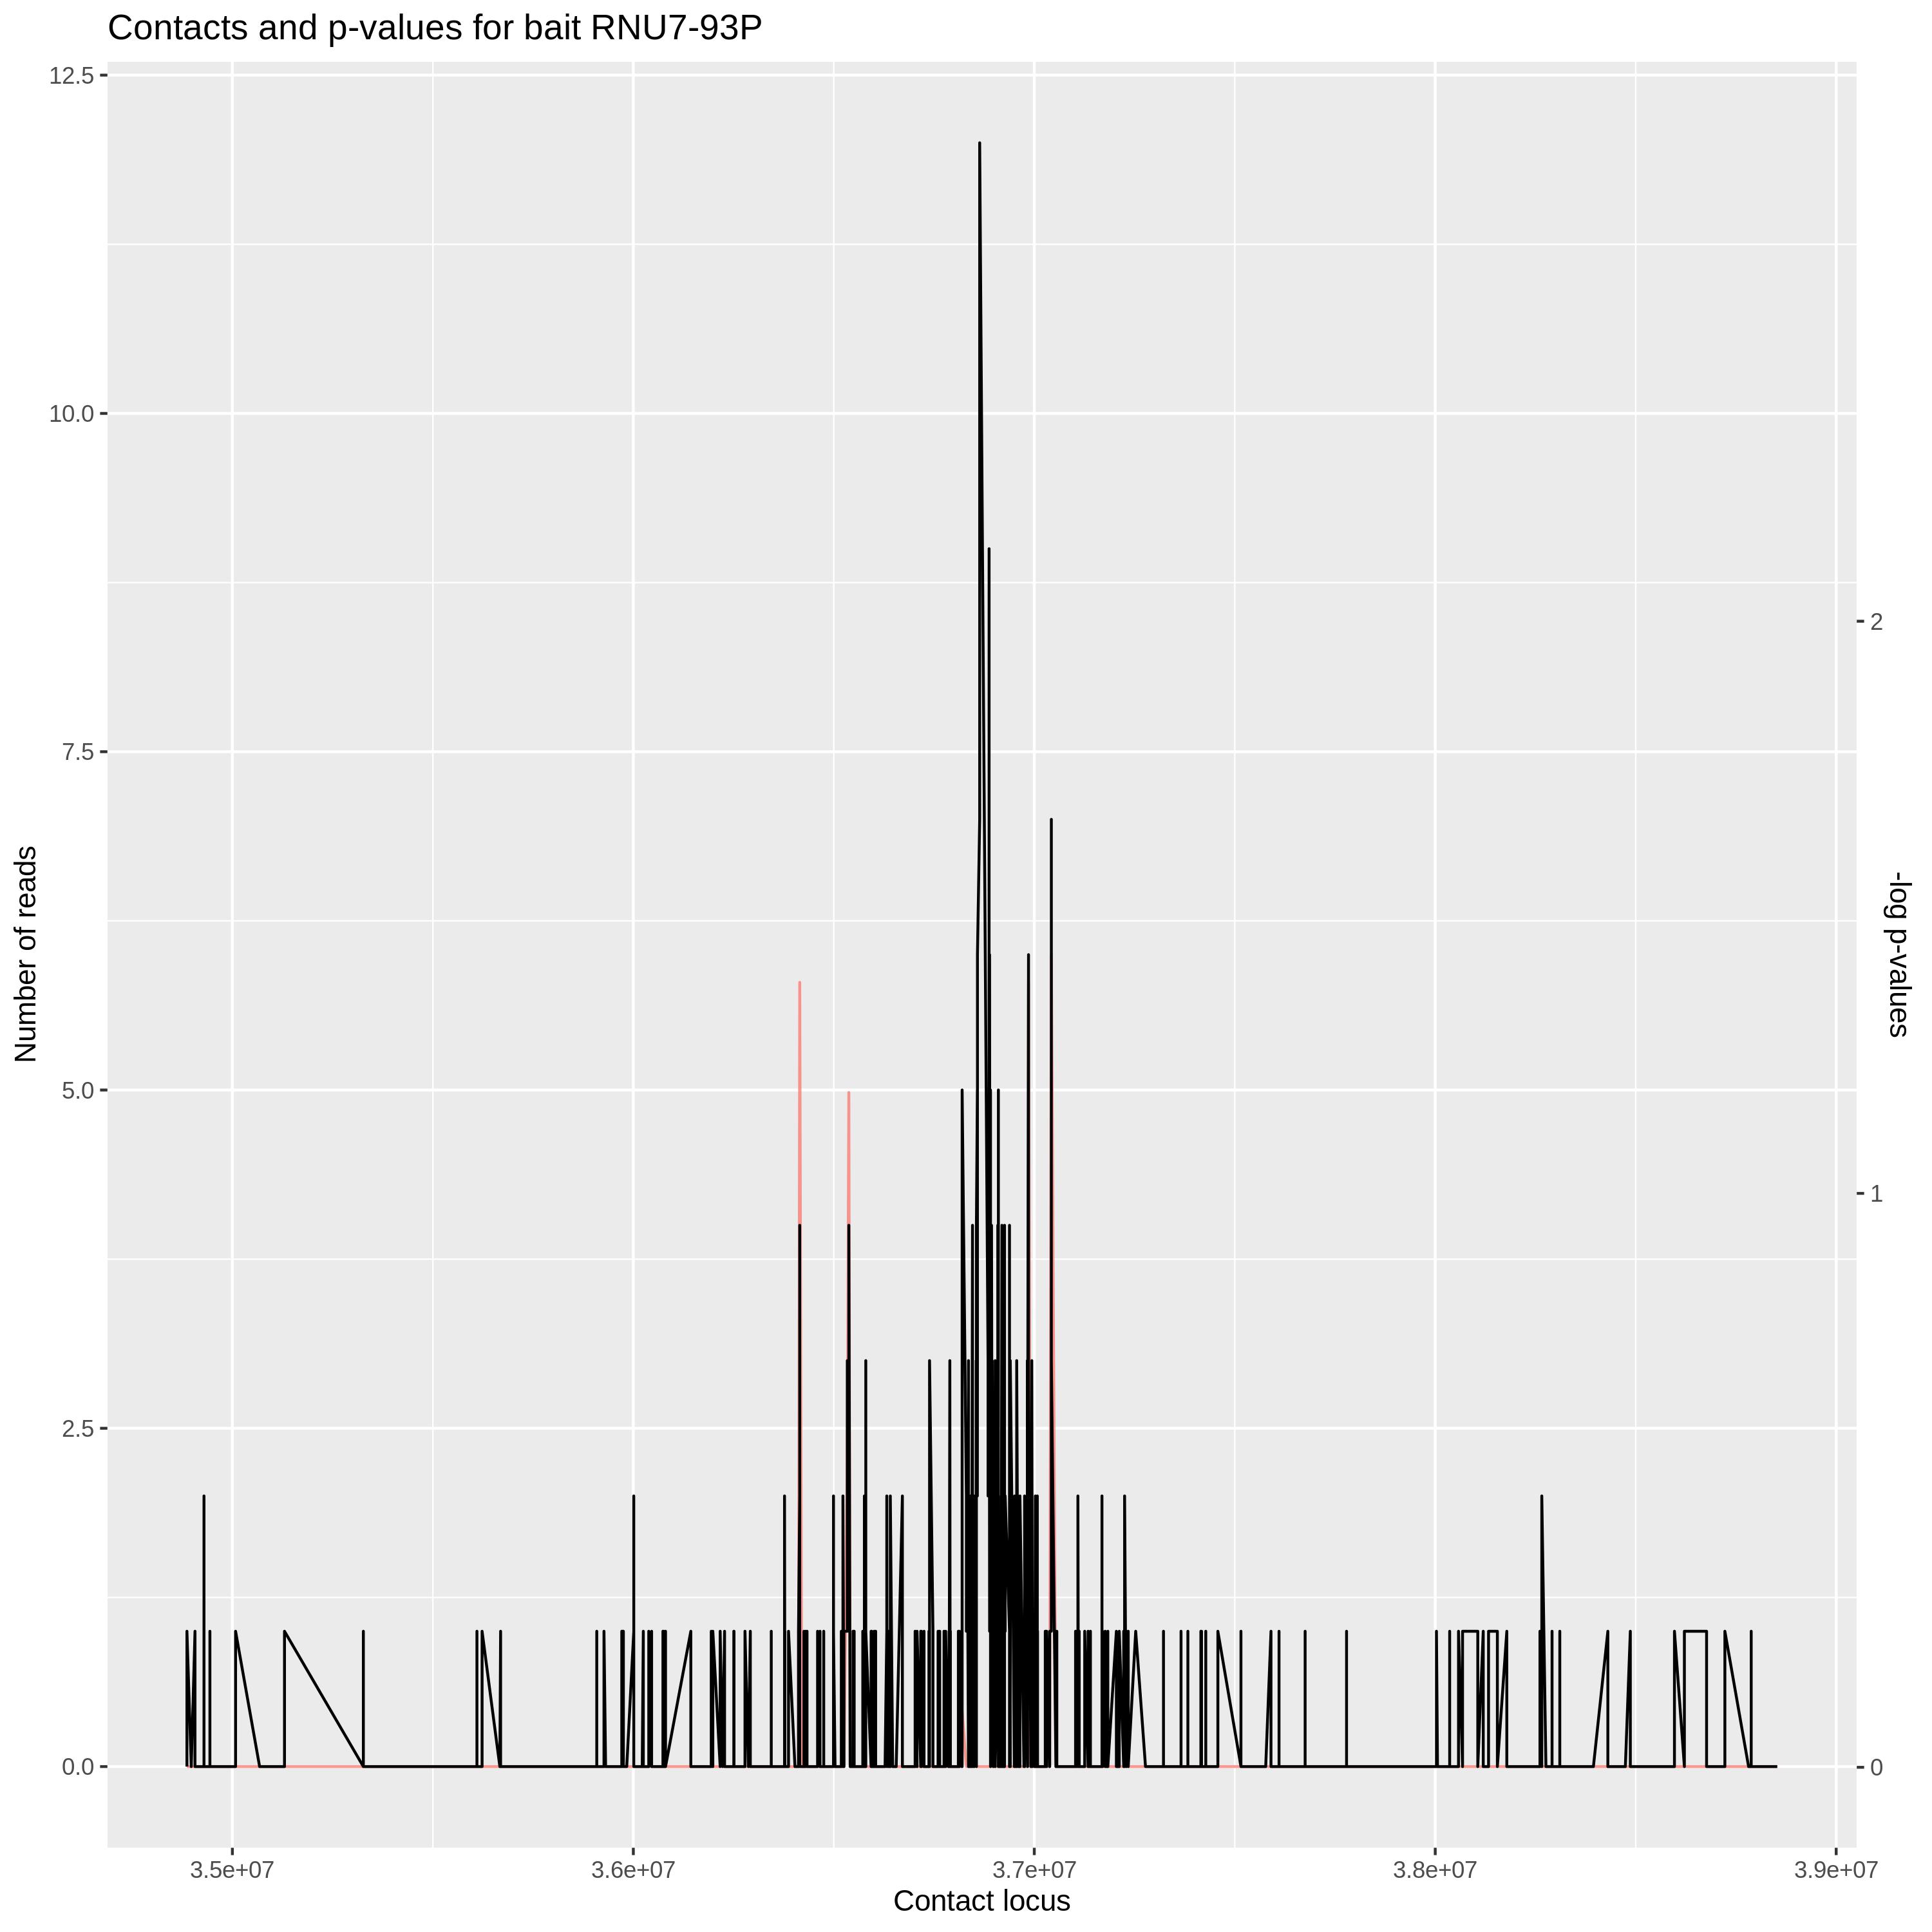 Contacts and p-values for bait RNU7-93P
12.5
10.0
7.5
5.0
2.5
0.0
Number of reads
2
1
0
-log p-values
3.5e+07
3.6e+07
3.7e+07
3.8e+07
3.9e+07
Contact locus